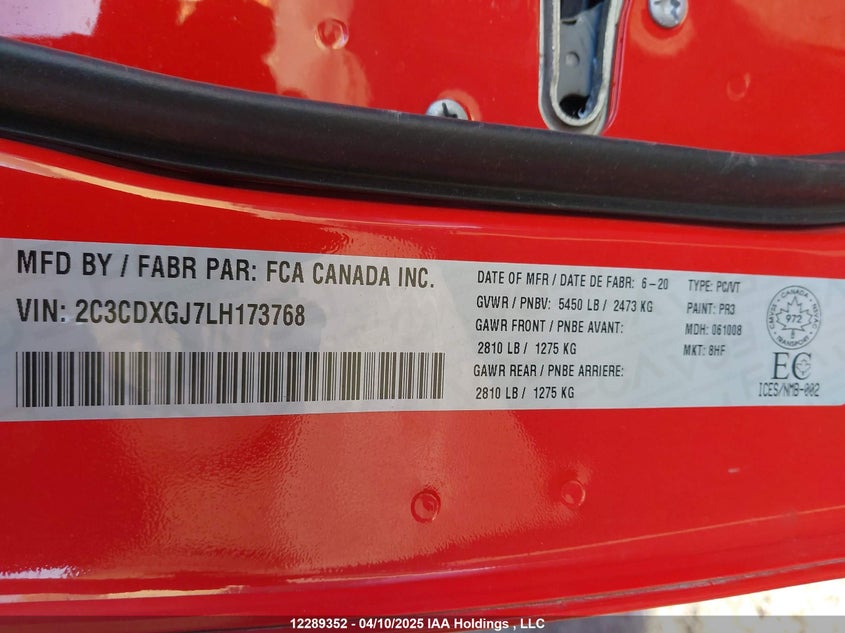 MFD BY / FABR PAR: FCA CANADA INC.
VIN: 2C3CDXGJ7LH173768
DATE OF MFR / DATE DE FABR: 6-20
GVWR / PNBV: 5450 LB / 2473 KG
GAWR FRONT / PNBE AVANT:
2810 LB / 1275 KG
GAWR REAR / PNBE ARRIERE:
2810 LB / 1275 KG
TYPE: PC/VT
PAINT: PR3
MDH: 061008
MKT: 8HF
CANADA
972
TRANSPORT
EC
ICES/NMB-002
12289352 - 04/10/2025 IAA Holdings , LLC